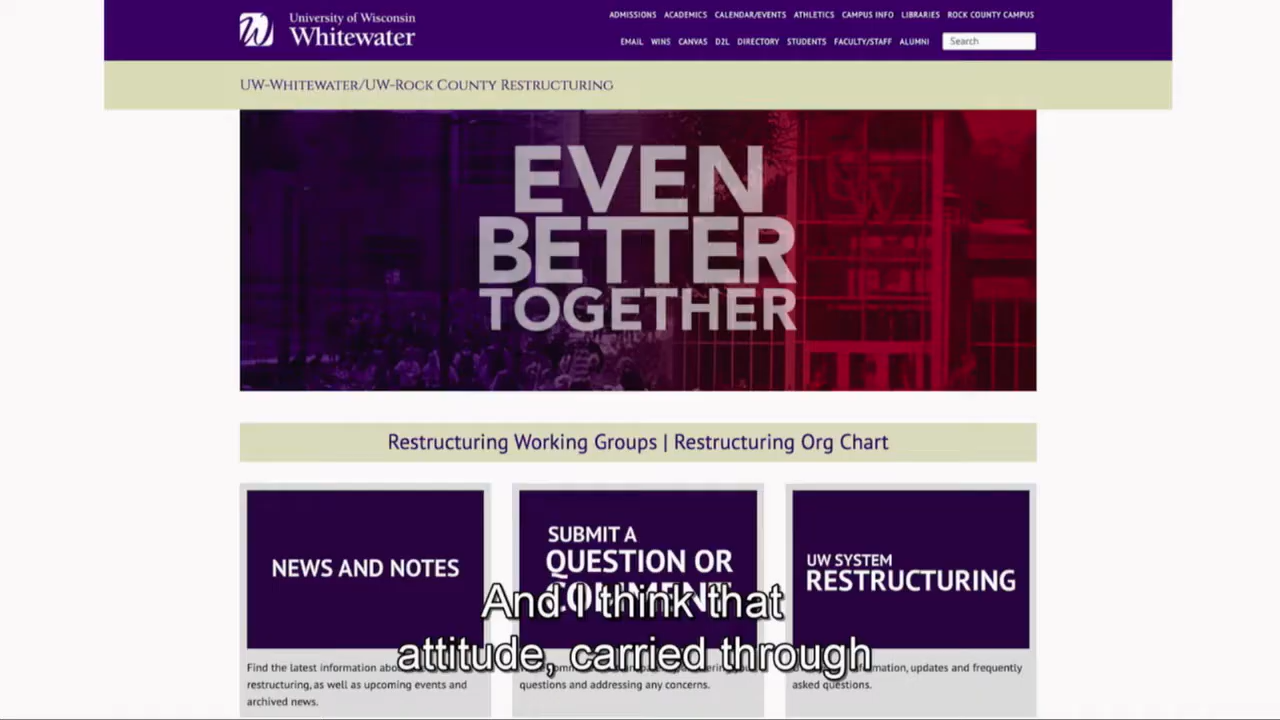 University of Wisconsin
Whitewater
ADMISSIONS ACADEMICS CALENDAR/EVENTS ATHLETICS CAMPUS INFO LIBRARIES ROCK COUNTY CAMPUS
EMAIL WINS CANVAS D2L DIRECTORY STUDENTS FACULTY/STAFF ALUMNI Search
UW-WHITEWATER/UW-ROCK COUNTY RESTRUCTURING
EVEN
BETTER
TOGETHER
Restructuring Working Groups | Restructuring Org Chart
NEWS AND NOTES
SUBMIT A
QUESTION OR
COMMENT
UW SYSTEM
RESTRUCTURING
And I think that
attitude, carried through
Find the latest information
restructuring, as well as upcoming events and
archived news.
questions and addressing any concerns.
information, updates and frequently
asked questions.